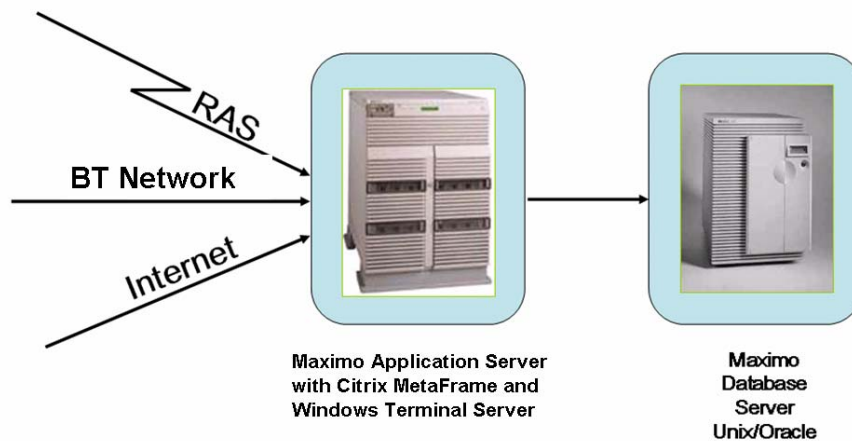 RAS
BT Network
Internet
Maximo Application Server
with Citrix MetaFrame and
Windows Terminal Server
Maximo
Database
Server
Unix/Oracle